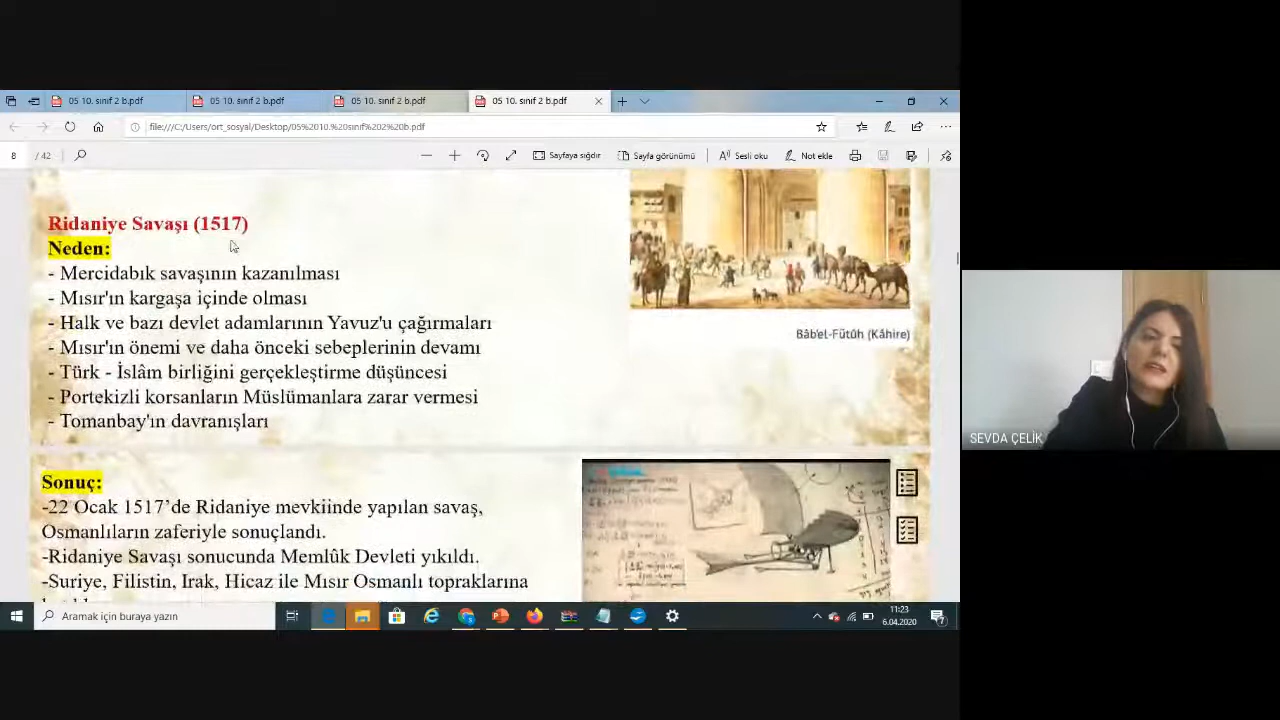 05 10. sınıf 2 b.pdf
05 10. sınıf 2 b.pdf
05 10. sınıf 2 b.pdf
05 10. sınıf 2 b.pdf
file:///C:/Users/ort_sosyal/Desktop/05%2010.%20sinif%202%20b.pdf
8 / 42
Sayfaya sığdır
Sayfa görünümü
Sesli oku
Not ekle
Ridaniye Savaşı (1517)
Neden:
- Mercidabık savaşının kazanılması
- Mısır'ın kargaşa içinde olması
- Halk ve bazı devlet adamlarının Yavuz'u çağırmaları
- Mısır'ın önemi ve daha önceki sebeplerinin devamı
- Türk - İslâm birliğini gerçekleştirme düşüncesi
- Portekizli korsanların Müslümanlara zarar vermesi
- Tomanbay'ın davranışları
Bâb'el-Fütûh (Kâhire)
Sonuç:
-22 Ocak 1517'de Ridaniye mevkiinde yapılan savaş,
Osmanlıların zaferiyle sonuçlandı.
-Ridaniye Savaşı sonucunda Memlûk Devleti yıkıldı.
-Suriye, Filistin, Irak, Hicaz ile Mısır Osmanlı topraklarına
SEVDA ÇELİK
Aramak için buraya yazın
11:23
6.04.2020